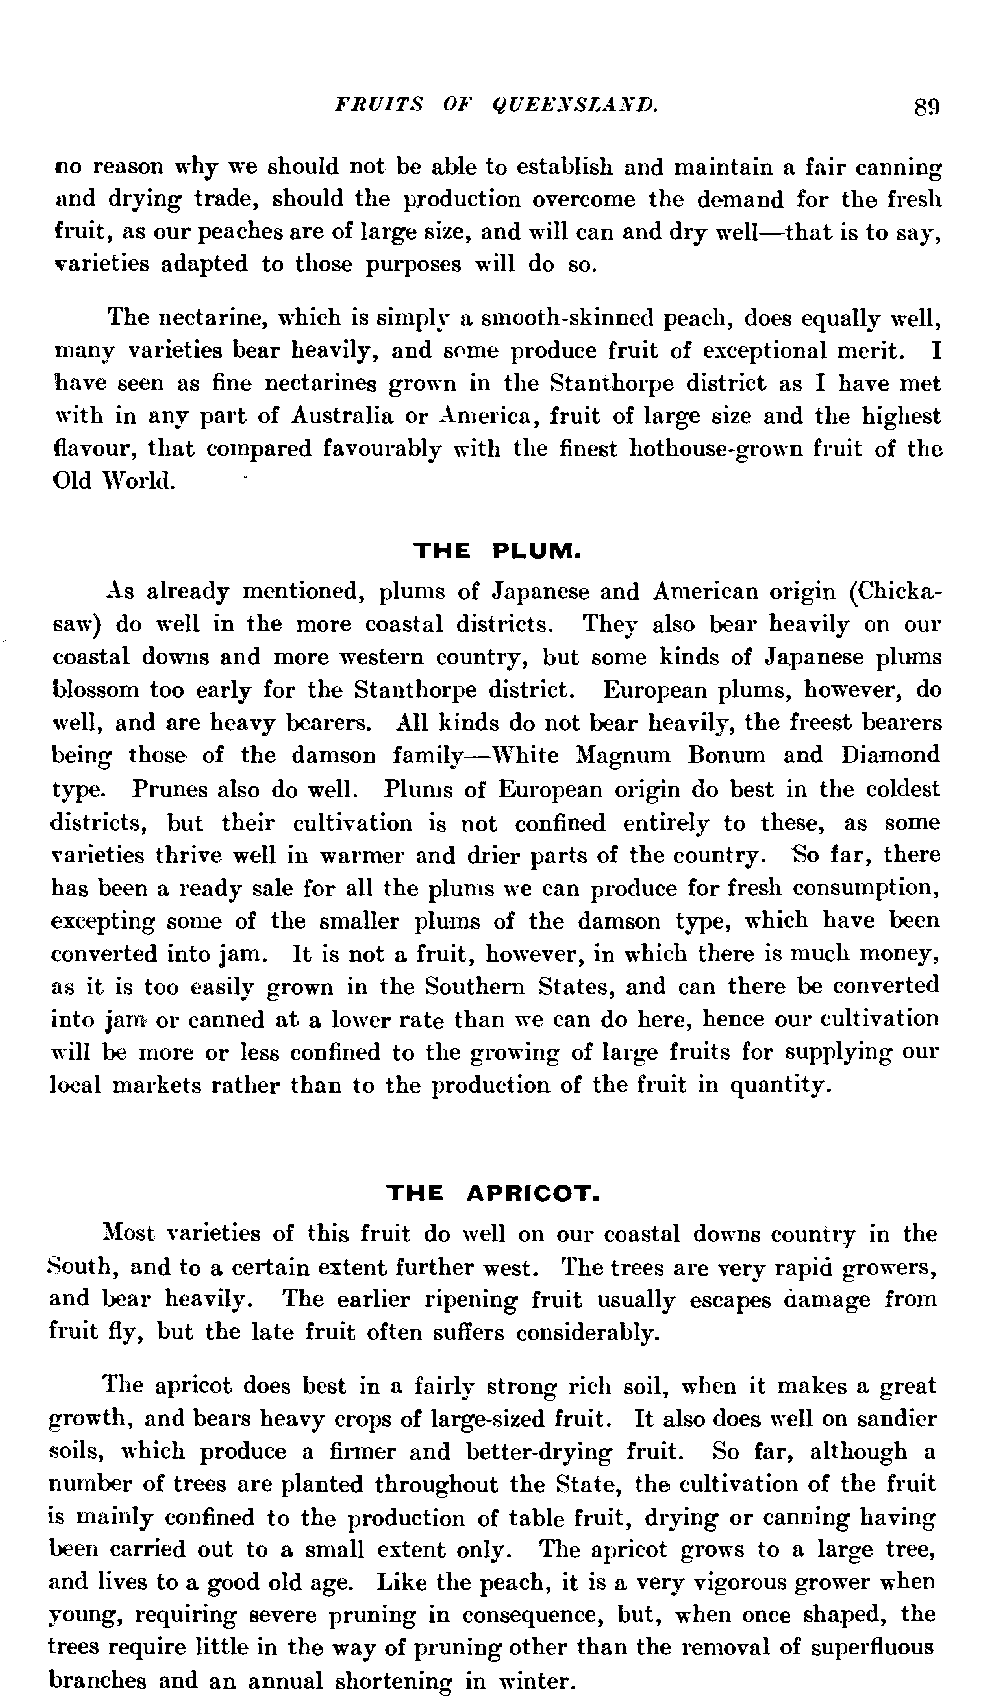 FRUITS OF QUEENSLAND. 89
no reason why we should not be able to establish and maintain a fair canning
and drying trade, should the production overcome the demand for the fresh
fruit, as our peaches are of large size, and will can and dry well—that is to say,
varieties adapted to those purposes will do so.
The nectarine, which is simply a smooth-skinned peach, does equally well,
many varieties bear heavily, and some produce fruit of exceptional merit. I
have seen as fine nectarines grown in the Stanthorpe district as I have met
with in any part of Australia or America, fruit of large size and the highest
flavour, that compared favourably with the finest hothouse-grown fruit of the
Old World.
THE PLUM.
As already mentioned, plums of Japanese and American origin (Chicka-
saw) do well in the more coastal districts. They also bear heavily on our
coastal downs and more western country, but some kinds of Japanese plums
blossom too early for the Stanthorpe district. European plums, however, do
well, and are heavy bearers. All kinds do not bear heavily, the freest bearers
being those of the damson family—White Magnum Bonum and Diamond
type. Prunes also do well. Plums of European origin do best in the coldest
districts, but their cultivation is not confined entirely to these, as some
varieties thrive well in warmer and drier parts of the country. So far, there
has been a ready sale for all the plums we can produce for fresh consumption,
excepting some of the smaller plums of the damson type, which have been
converted into jam. It is not a fruit, however, in which there is much money,
as it is too easily grown in the Southern States, and can there be converted
into jam or canned at a lower rate than we can do here, hence our cultivation
will be more or less confined to the growing of large fruits for supplying our
local markets rather than to the production of the fruit in quantity.
THE APRICOT.
Most varieties of this fruit do well on our coastal downs country in the
South, and to a certain extent further west. The trees are very rapid growers,
and bear heavily. The earlier ripening fruit usually escapes damage from
fruit fly, but the late fruit often suffers considerably.
The apricot does best in a fairly strong rich soil, when it makes a great
growth, and bears heavy crops of large-sized fruit. It also does well on sandier
soils, which produce a firmer and better-drying fruit. So far, although a
number of trees are planted throughout the State, the cultivation of the fruit
is mainly confined to the production of table fruit, drying or canning having
been carried out to a small extent only. The apricot grows to a large tree,
and lives to a good old age. Like the peach, it is a very vigorous grower when
young, requiring severe pruning in consequence, but, when once shaped, the
trees require little in the way of pruning other than the removal of superfluous
branches and an annual shortening in winter.